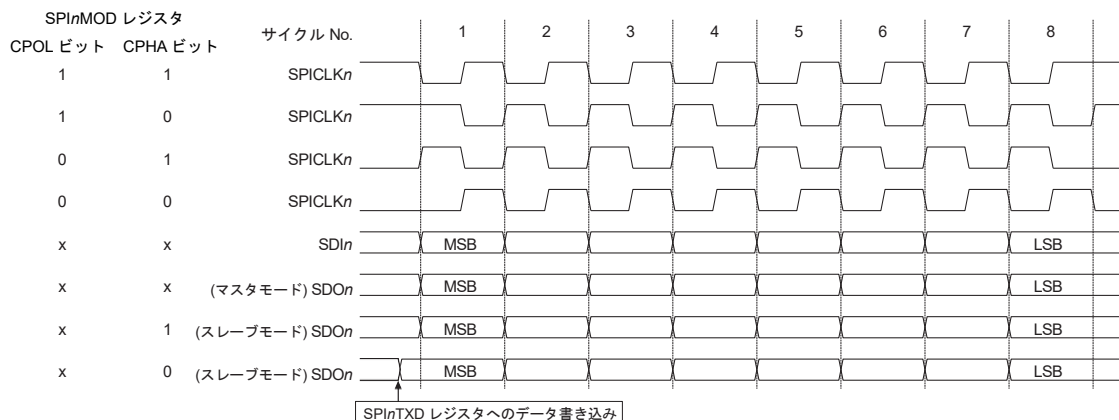 SPInMOD レジスタ
CPOL ビット CPHA ビット サイクル No. 1 2 3 4 5 6 7 8
1 1 SPICLKn
1 0 SPICLKn
0 1 SPICLKn
0 0 SPICLKn
x x SDIn MSB LSB
x x (マスタモード) SDOn MSB LSB
x 1 (スレーブモード) SDOn MSB LSB
x 0 (スレーブモード) SDOn MSB LSB
SPInTXD レジスタへのデータ書き込み